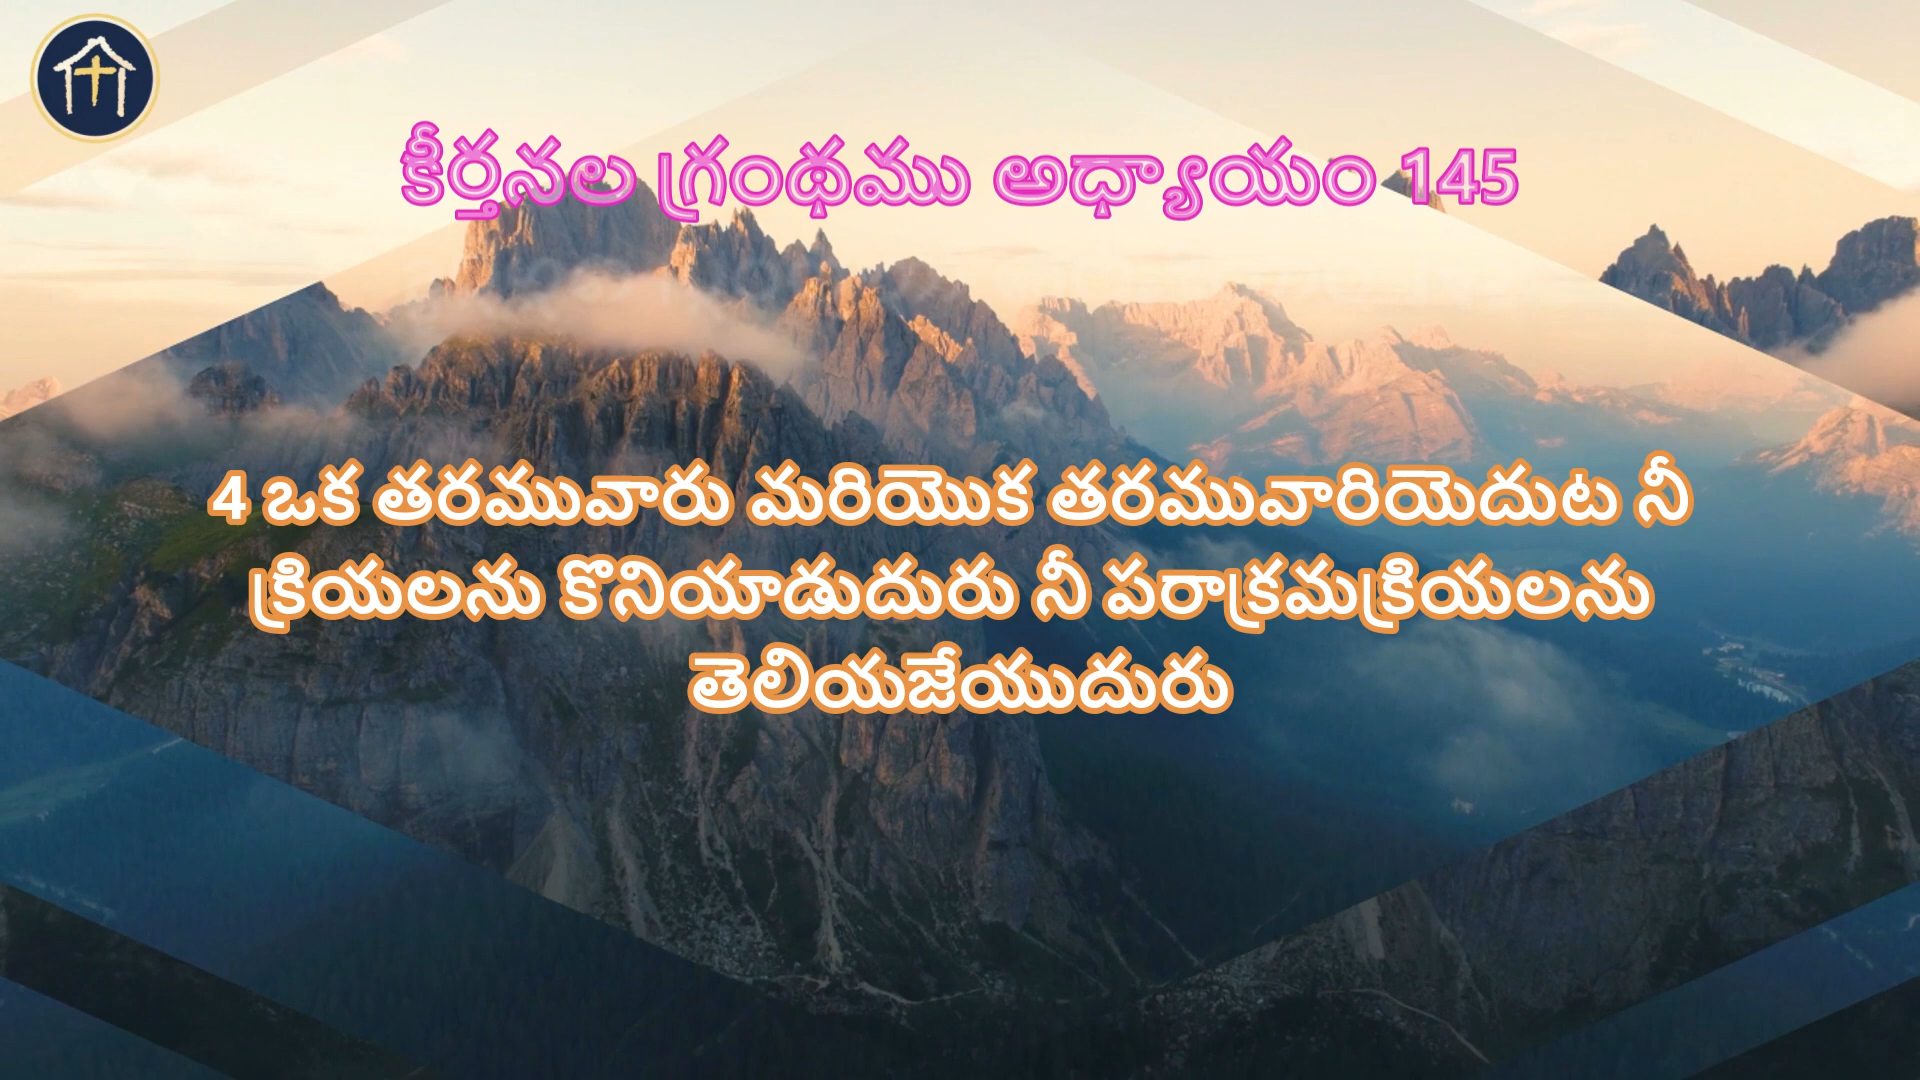 కీర్తనల గ్రంథము అధ్యాయం 145
4 ఒక తరమువారు మరియొక తరమువారియెదుట నీ
క్రియలను కొనియాడుదురు నీ పరాక్రమక్రియలను
తెలియజేయుదురు